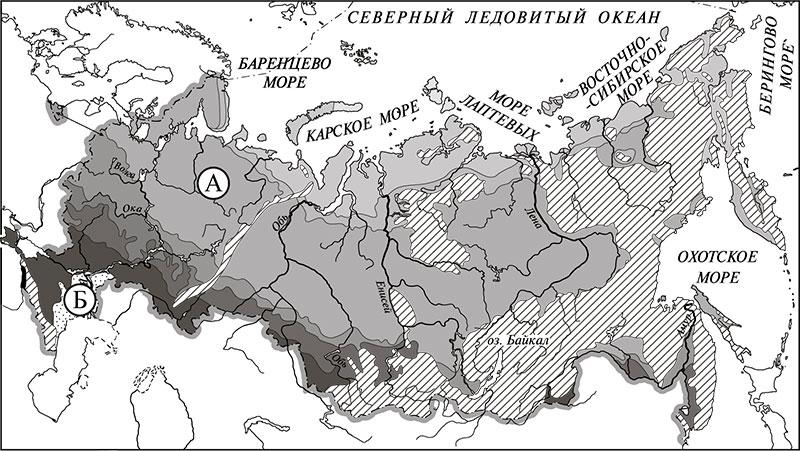 СЕВЕРНЫЙ ЛЕДОВИТЫЙ ОКЕАН
БАРЕНЦЕВО
МОРЕ
КАРСКОЕ МОРЕ
МОРЕ
ЛАПТЕВЫХ
ВОСТОЧНО-
СИБИРСКОЕ
МОРЕ
БЕРИНГОВО
МОРЕ
Волга
А
Ока
Обь
Лена
ОХОТСКОЕ
МОРЕ
Б
Енисей
оз. Байкал
Амур
Обь